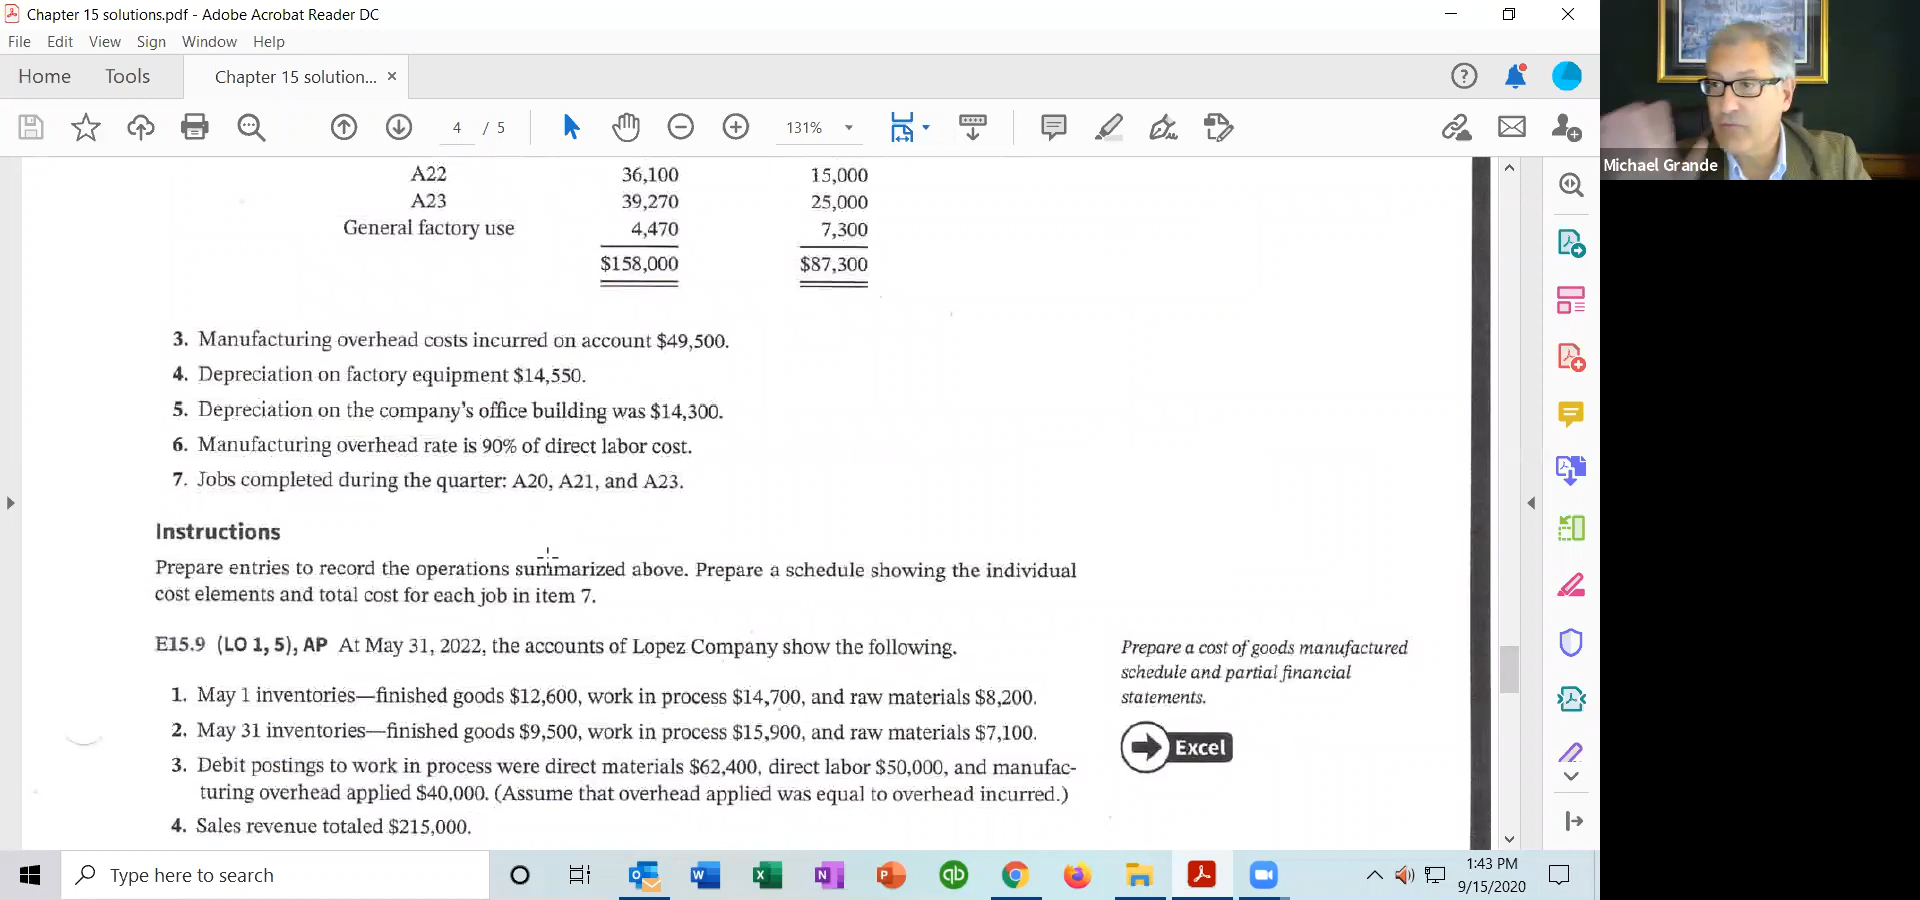 Chapter 15 solutions.pdf - Adobe Acrobat Reader DC
File Edit View Sign Window Help
Home Tools Chapter 15 solution... ×
4 / 5 131%
Michael Grande
A22 36,100 15,000
A23 39,270 25,000
General factory use 4,470 7,300
$158,000 $87,300
3. Manufacturing overhead costs incurred on account $49,500.
4. Depreciation on factory equipment $14,550.
5. Depreciation on the company's office building was $14,300.
6. Manufacturing overhead rate is 90% of direct labor cost.
7. Jobs completed during the quarter: A20, A21, and A23.
Instructions
Prepare entries to record the operations summarized above. Prepare a schedule showing the individual
cost elements and total cost for each job in item 7.
E15.9 (LO 1, 5), AP At May 31, 2022, the accounts of Lopez Company show the following.
1. May 1 inventories—finished goods $12,600, work in process $14,700, and raw materials $8,200.
2. May 31 inventories—finished goods $9,500, work in process $15,900, and raw materials $7,100.
3. Debit postings to work in process were direct materials $62,400, direct labor $50,000, and manufac-
turing overhead applied $40,000. (Assume that overhead applied was equal to overhead incurred.)
4. Sales revenue totaled $215,000.
Prepare a cost of goods manufactured
schedule and partial financial
statements.
Excel
Type here to search
1:43 PM
9/15/2020